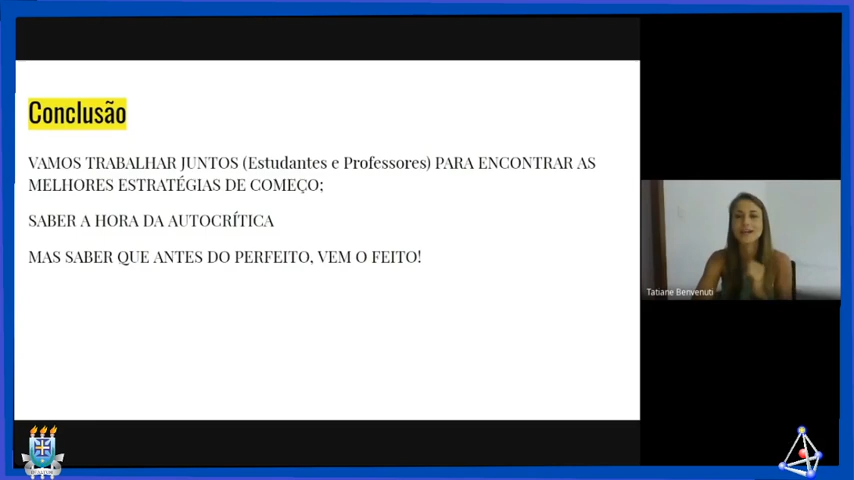 Conclusão
VAMOS TRABALHAR JUNTOS (Estudantes e Professores) PARA ENCONTRAR AS
MELHORES ESTRATÉGIAS DE COMEÇO;
SABER A HORA DA AUTOCRÍTICA
MAS SABER QUE ANTES DO PERFEITO, VEM O FEITO!
Tatiane Benvenuti